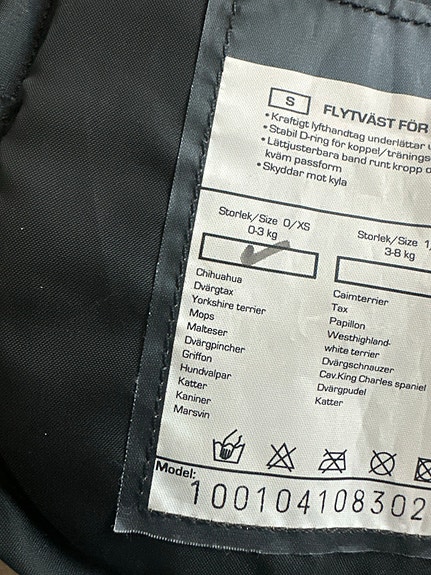 S FLYTVÄST FÖR
• Kraftigt lyfthandtag underlättar
• Stabil D-ring för koppel/tränings-
• Lättjusterbara band runt kropp
kväm passform
• Skyddar mot kyla
Storlek/Size 0/XS
0-3 kg
Chihuahua
Dvärgtax
Yorkshire terrier
Mops
Malteser
Dvärgpincher
Griffon
Hundvalpar
Katter
Kaniner
Marsvin
Storlek/Size 1/
3-8 kg
Cairnterrier
Tax
Papillon
Westhighland-
white terrier
Dvärgschnauzer
Cav.King Charles spaniel
Dvärgpudel
Katter
Model:
100104108302